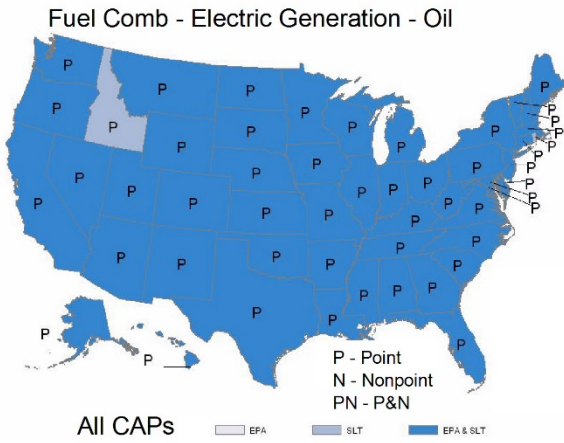 Fuel Comb - Electric Generation - Oil
P
P P P
P P P
P P P P P P
P P P P
P P P P
P P P P P P P
P P P P P P P
P P
P P P P P
P P P
P P
P P
P
P - Point
N - Nonpoint
PN - P&N
All CAPs EPA SLT EPA & SLT